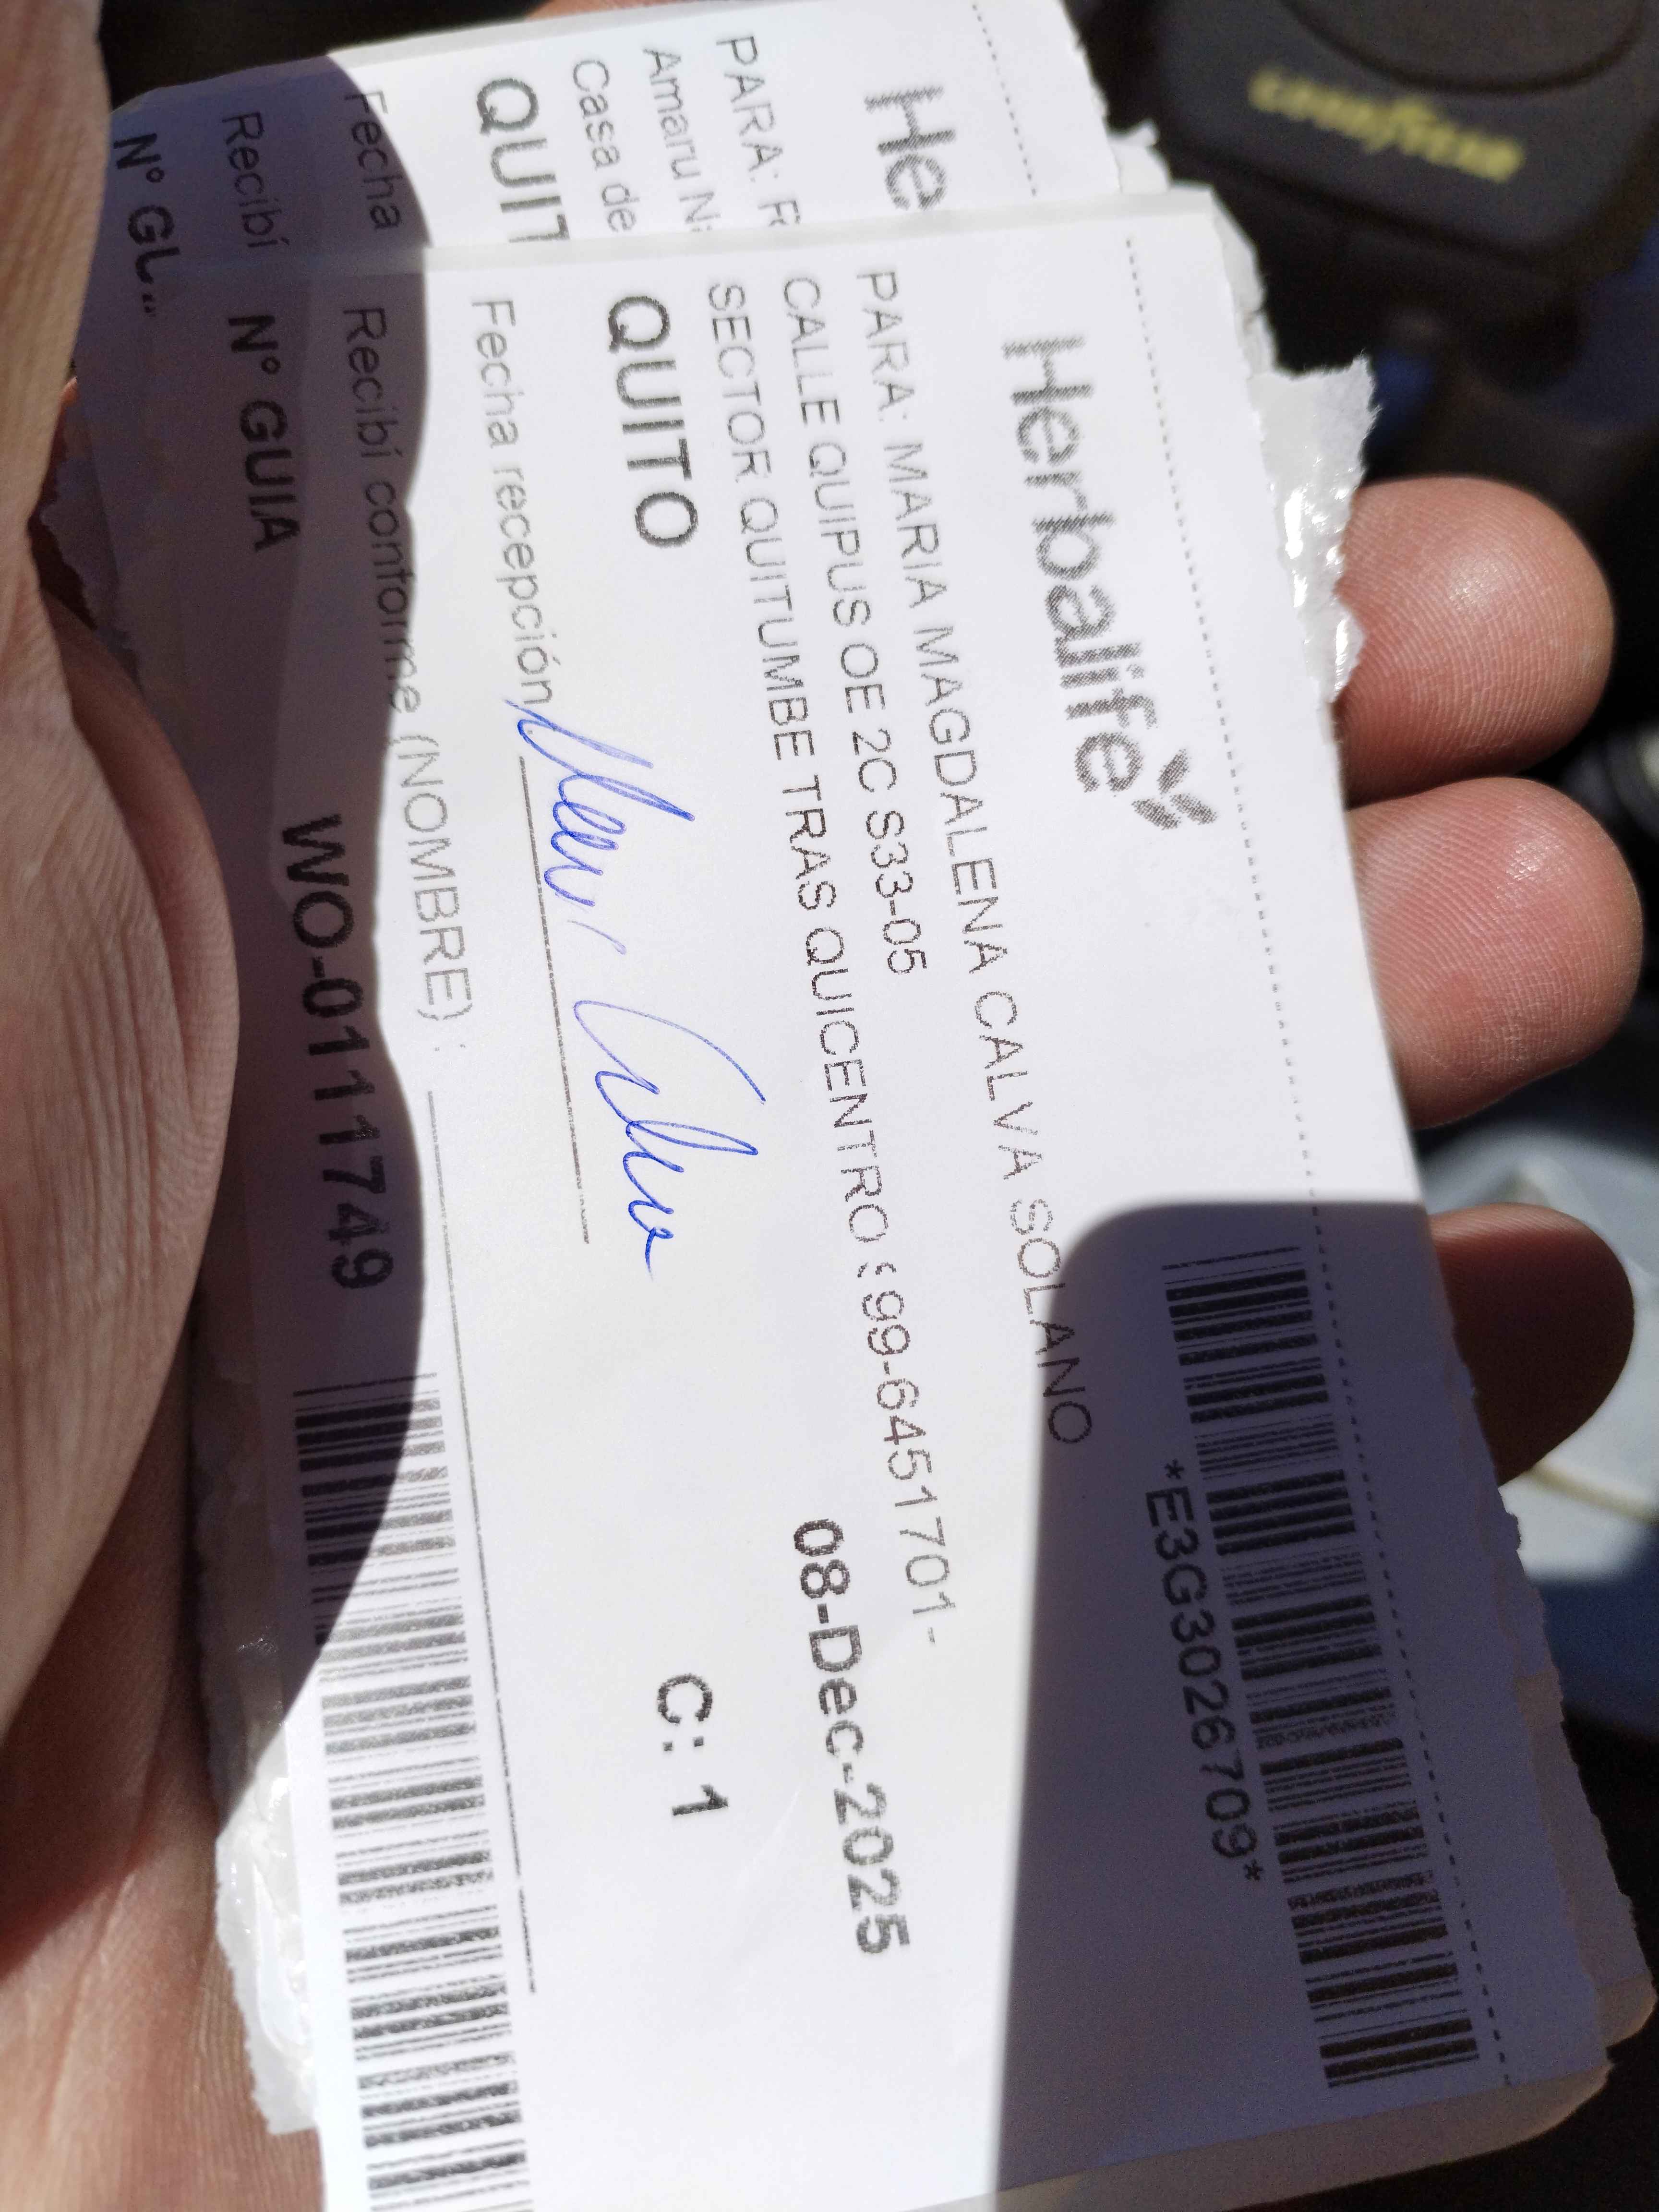 Herbalife
*E3G3026709*
PARA: MARIA MAGDALENA CALVA SOLANO
CALLE QUIPUS OE 2C S33-05
SECTOR QUITUMBE TRAS QUICENTRO 99-6451701-
QUITO
08-Dec-2025
C: 1
Fecha recepción
Recibí conforme (NOMBRE) :
N° GUIA WO-0111749
He
PARA:
Amaru
Casa de
QUIT
Fecha
Recibí
N°
GOODYEAR